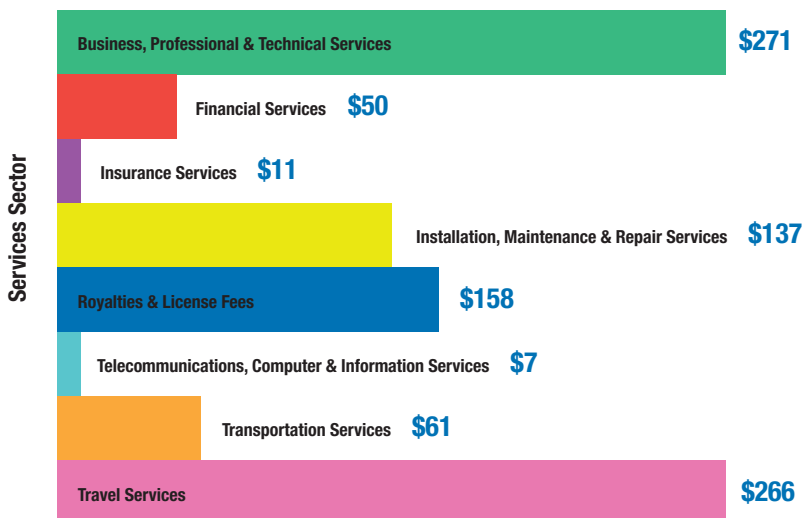 Services Sector
Business, Professional & Technical Services $271
Financial Services $50
Insurance Services $11
Installation, Maintenance & Repair Services $137
Royalties & License Fees $158
Telecommunications, Computer & Information Services $7
Transportation Services $61
Travel Services $266